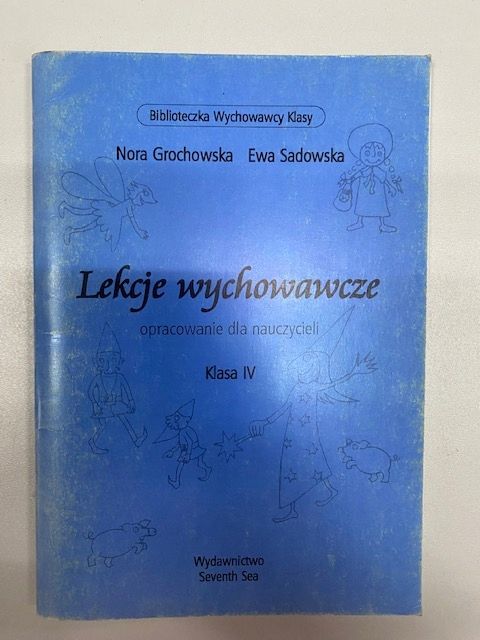 Biblioteczka Wychowawcy Klasy
Nora Grochowska Ewa Sadowska
Lekcje wychowawcze
opracowanie dla nauczycieli
Klasa IV
Wydawnictwo
Seventh Sea